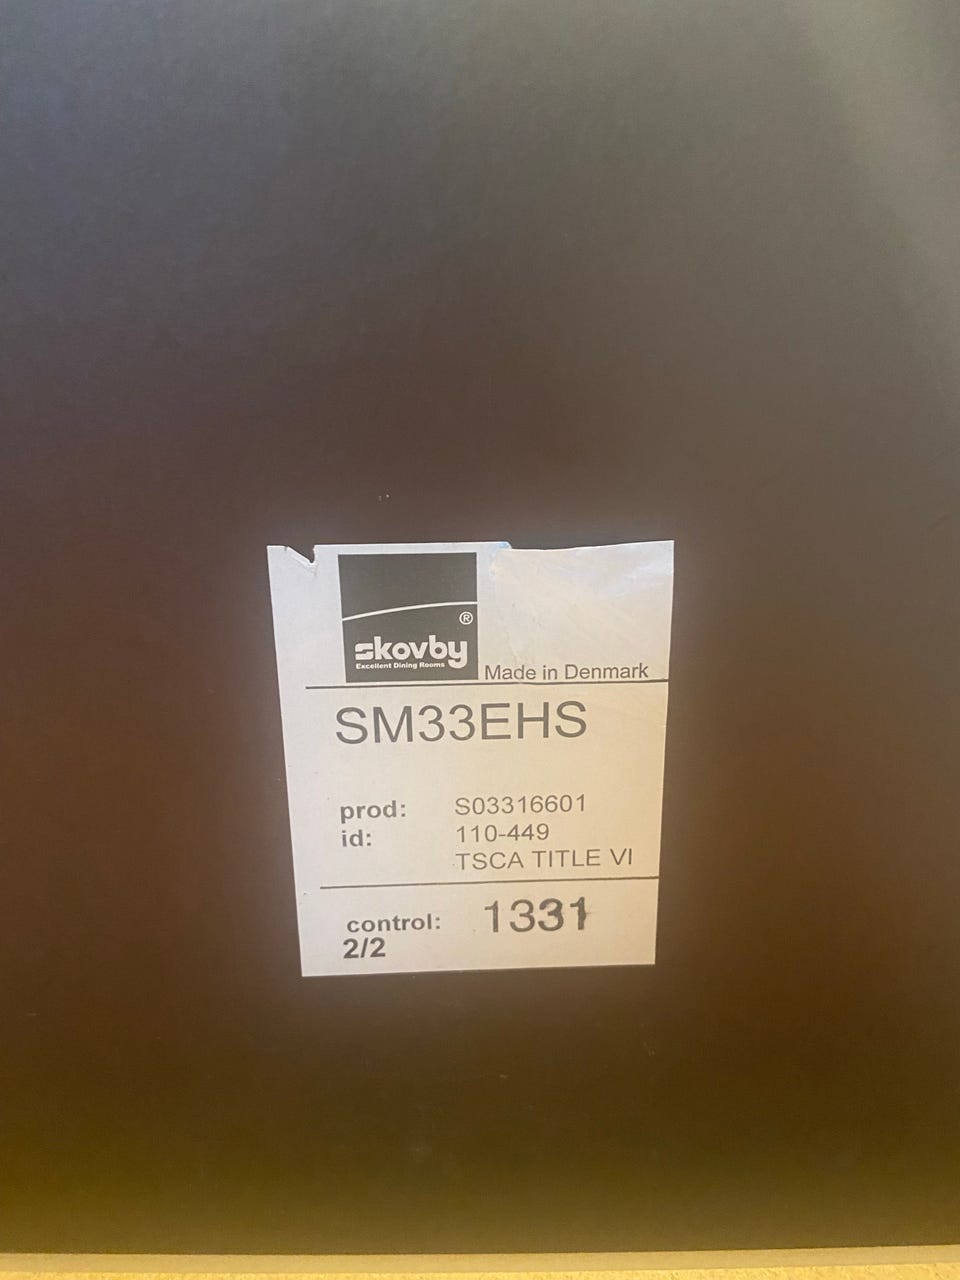 ®
skovby
Excellent Dining Rooms
Made in Denmark
SM33EHS
prod: S03316601
id: 110-449
TSCA TITLE VI
control: 1331
2/2